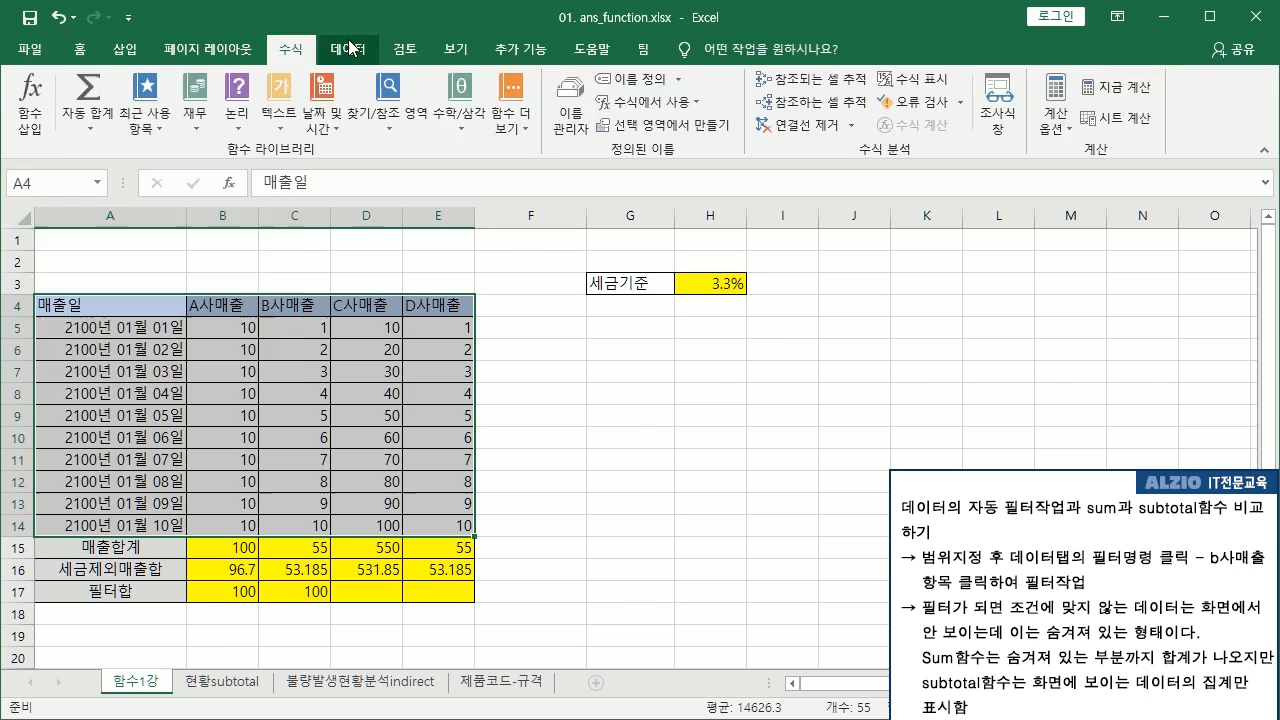 01. ans_function.xlsx - Excel
로그인
파일 홈 삽입 페이지 레이아웃 수식 데이터 검토 보기 추가 기능 도움말 팀 어떤 작업을 원하시나요? 공유
함수 삽입
자동 합계
최근 사용 항목
재무
논리
텍스트
날짜 및 시간
찾기/참조 영역
수학/삼각
함수 더 보기
함수 라이브러리
이름 관리자
이름 정의
수식에서 사용
선택 영역에서 만들기
정의된 이름
참조되는 셀 추적
참조하는 셀 추적
연결선 제거
수식 표시
오류 검사
수식 계산
수식 분석
조사식 창
계산 옵션
지금 계산
시트 계산
계산
A4 fx 매출일
A B C D E F G H I J K L M N O
1
2
3 세금기준 3.3%
4 매출일 A사매출 B사매출 C사매출 D사매출
5 2100년 01월 01일 10 1 10 1
6 2100년 01월 02일 10 2 20 2
7 2100년 01월 03일 10 3 30 3
8 2100년 01월 04일 10 4 40 4
9 2100년 01월 05일 10 5 50 5
10 2100년 01월 06일 10 6 60 6
11 2100년 01월 07일 10 7 70 7
12 2100년 01월 08일 10 8 80 8
13 2100년 01월 09일 10 9 90 9
14 2100년 01월 10일 10 10 100 10
15 매출합계 100 55 550 55
16 세금제외매출합 96.7 53.185 531.85 53.185
17 필터합 100 100
18
19
20
ALZIO IT전문교육
데이터의 자동 필터작업과 sum과 subtotal함수 비교
하기
→ 범위지정 후 데이터탭의 필터명령 클릭 – b사매출
항목 클릭하여 필터작업
→ 필터가 되면 조건에 맞지 않는 데이터는 화면에서
안 보이는데 이는 숨겨져 있는 형태이다.
Sum함수는 숨겨져 있는 부분까지 합계가 나오지만
subtotal함수는 화면에 보이는 데이터의 집계만
표시함
함수1강 현황subtotal 불량발생현황분석indirect 제품코드-규격
준비 평균: 14626.3 개수: 55